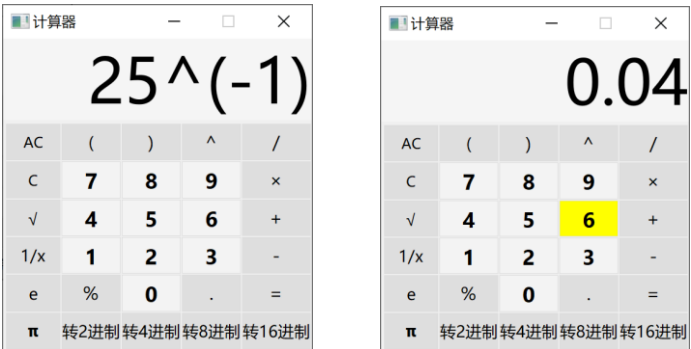 计算器
25^(-1)
AC ( ) ^ /
C 7 8 9 ×
√ 4 5 6 +
1/x 1 2 3 -
e % 0 . =
π 转2进制 转4进制 转8进制 转16进制
计算器
0.04
AC ( ) ^ /
C 7 8 9 ×
√ 4 5 6 +
1/x 1 2 3 -
e % 0 . =
π 转2进制 转4进制 转8进制 转16进制